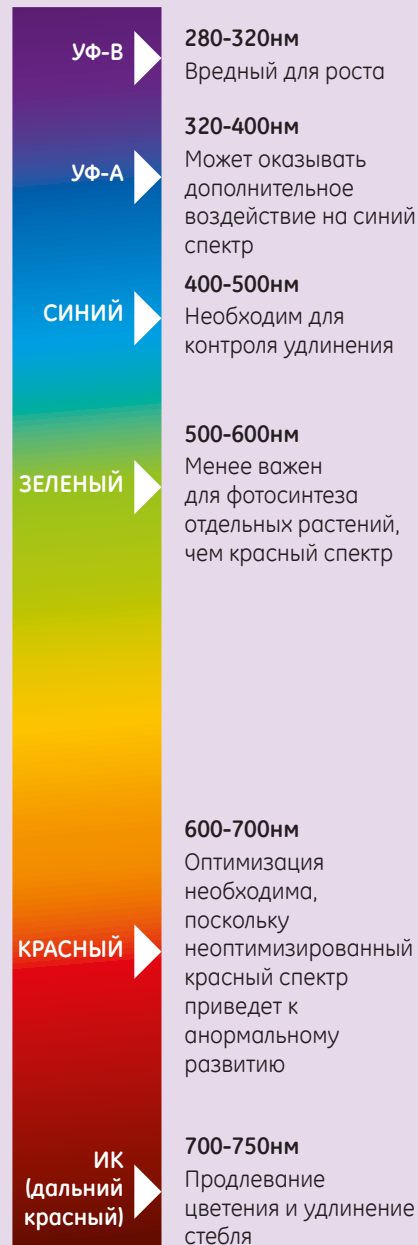 УФ-В
280-320нм
Вредный для роста
УФ-А
320-400нм
Может оказывать
дополнительное
воздействие на синий
спектр
СИНИЙ
400-500нм
Необходим для
контроля удлинения
ЗЕЛЕНЫЙ
500-600нм
Менее важен
для фотосинтеза
отдельных растений,
чем красный спектр
КРАСНЫЙ
600-700нм
Оптимизация
необходима,
поскольку
неоптимизированный
красный спектр
приведет к
анормальному
развитию
ИК
(дальний
красный)
700-750нм
Продлевание
цветения и удлинение
стебля